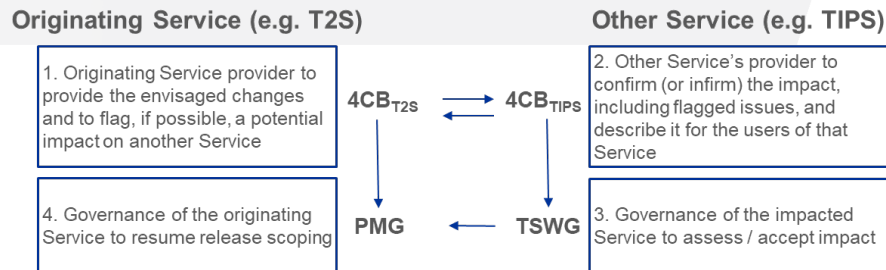 Originating Service (e.g. T2S)
Other Service (e.g. TIPS)
1. Originating Service provider to
provide the envisaged changes
and to flag, if possible, a potential
impact on another Service
4CBT2S
4CBTIPS
2. Other Service's provider to
confirm (or infirm) the impact,
including flagged issues, and
describe it for the users of that
Service
4. Governance of the originating
Service to resume release scoping
PMG
TSWG
3. Governance of the impacted
Service to assess / accept impact